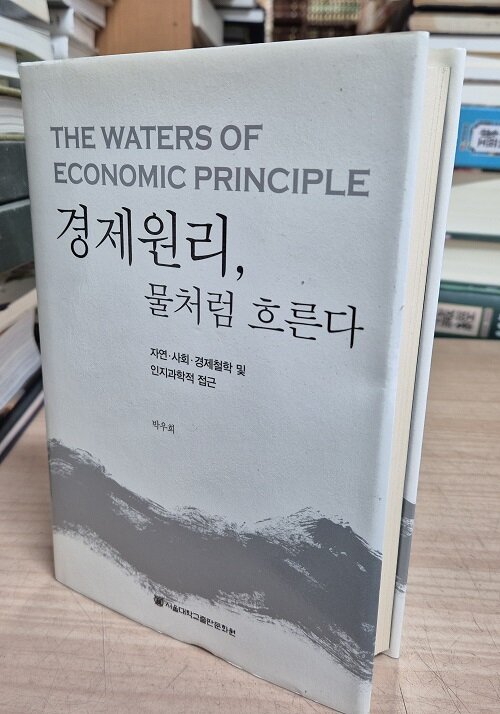 THE WATERS OF
ECONOMIC PRINCIPLE
경제원리,
물처럼 흐른다
자연·사회·경제철학 및
인지과학적 접근
박우희
서울대학교출판문화원